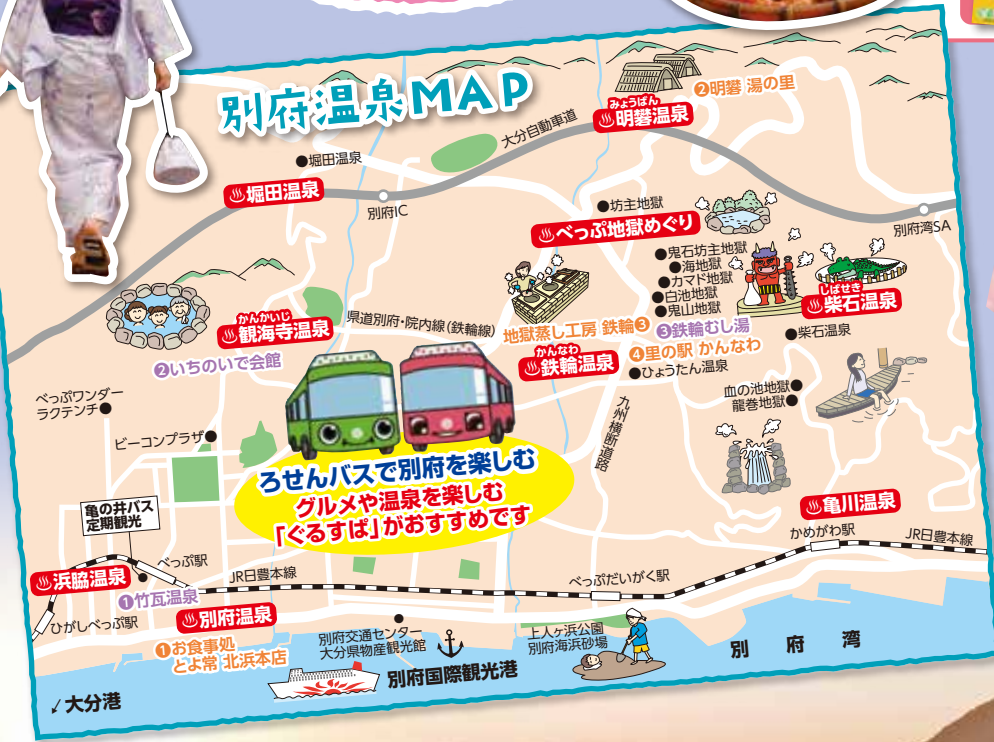 別府温泉MAP
みょうばん
明礬温泉
❷明礬 湯の里
大分自動車道
●堀田温泉
堀田温泉
別府IC
●坊主地獄
べっぷ地獄めぐり
別府湾SA
●鬼石坊主地獄
●海地獄
●カマド地獄
●白池地獄
●鬼山地獄
しばせき
柴石温泉
●柴石温泉
かんかいじ
観海寺温泉
❷いちのいで会館
県道別府・院内線(鉄輪線)
地獄蒸し工房 鉄輪❸
❸鉄輪むし湯
かんなわ
鉄輪温泉
❹里の駅 かんなわ
●ひょうたん温泉
べっぷワンダー
ラクテンチ●
ビーコンプラザ●
血の池地獄●
龍巻地獄●
九州横断道路
ろせんバスで別府を楽しむ
グルメや温泉を楽しむ
「ぐるすぱ」がおすすめです
亀の井バス
定期観光
亀川温泉
かめがわ駅
JR日豊本線
べっぷ駅
浜脇温泉
JR日豊本線
べっぷだいがく駅
❶竹瓦温泉
別府温泉
ひがしべっぷ駅
❶お食事処
とよ常 北浜本店
別府交通センター
大分県物産観光館
上人ヶ浜公園
別府海浜砂場
別府湾
別府国際観光港
↙大分港